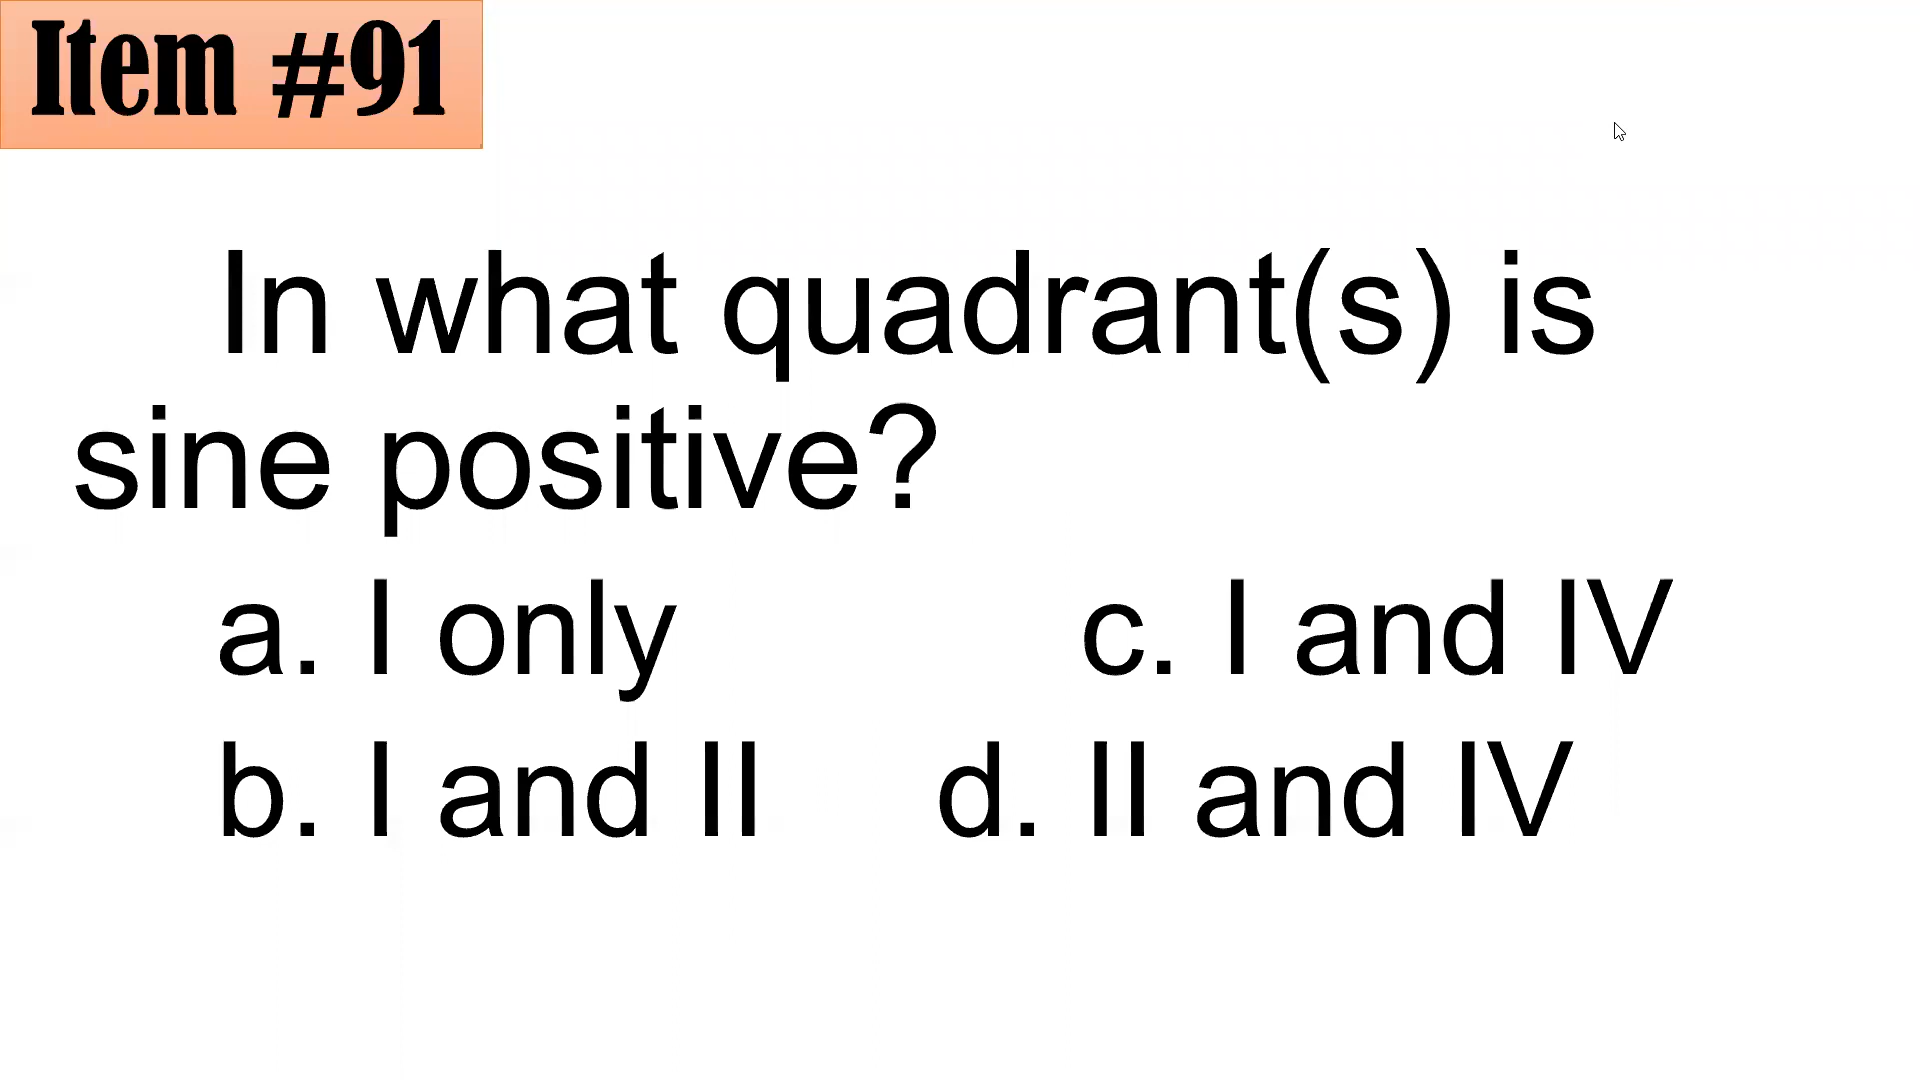 Item #91
In what quadrant(s) is
sine positive?
a. I only c. I and IV
b. I and II d. II and IV